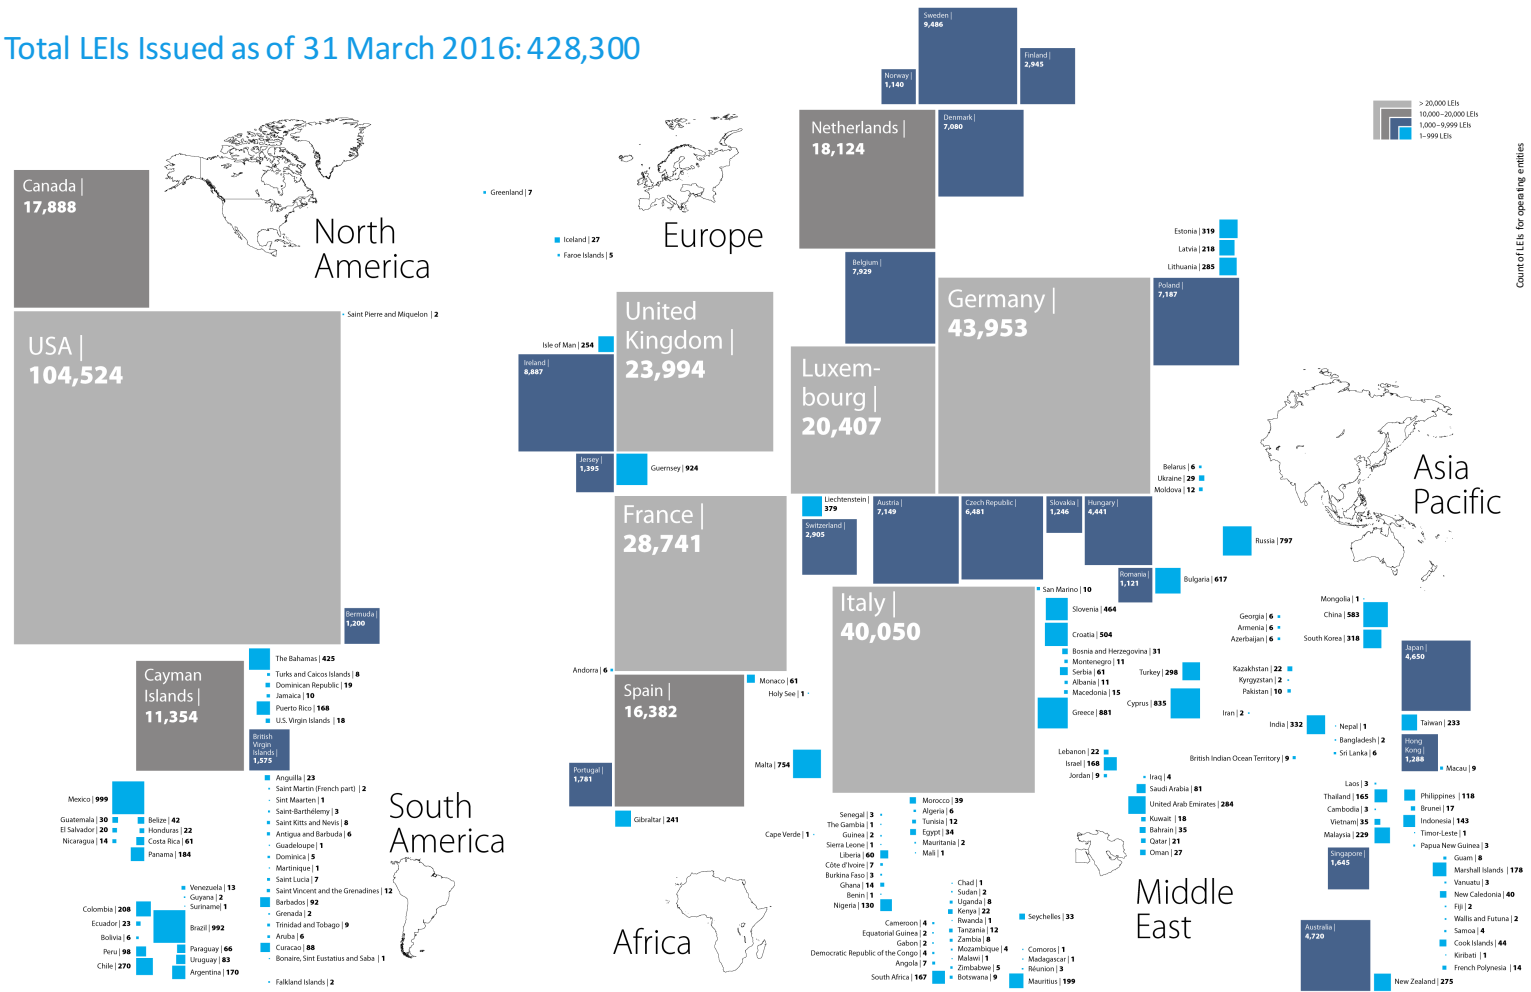 Total LEIs Issued as of 31 March 2016: 428,300
> 20,000 LEIs
10,000–20,000 LEIs
1,000–9,999 LEIs
1–999 LEIs
Count of LEIs for operating entities
North
America
Canada |
17,888
Greenland | 7
USA |
104,524
Saint Pierre and Miquelon | 2
Bermuda |
1,200
Cayman
Islands |
11,354
The Bahamas | 425
Turks and Caicos Islands | 8
Dominican Republic | 19
Jamaica | 10
Puerto Rico | 168
U.S. Virgin Islands | 18
British
Virgin
Islands |
1,575
Anguilla | 23
Saint Martin (French part) | 2
Sint Maarten | 1
Saint-Barthélemy | 3
Saint Kitts and Nevis | 8
Antigua and Barbuda | 6
Guadeloupe | 1
Dominica | 5
Martinique | 1
Saint Lucia | 7
Saint Vincent and the Grenadines | 12
Barbados | 92
Grenada | 2
Trinidad and Tobago | 9
Aruba | 6
Curacao | 88
Bonaire, Sint Eustatius and Saba | 1
Falkland Islands | 2
Mexico | 999
Guatemala | 30
El Salvador | 20
Nicaragua | 14
Belize | 42
Honduras | 22
Costa Rica | 61
Panama | 184
South
America
Venezuela | 13
Guyana | 2
Suriname | 1
Colombia | 208
Ecuador | 23
Bolivia | 6
Peru | 98
Chile | 270
Brazil | 992
Paraguay | 66
Uruguay | 83
Argentina | 170
Europe
Sweden |
9,486
Norway |
1,140
Finland |
2,945
Netherlands |
18,124
Denmark |
7,080
Iceland | 27
Faroe Islands | 5
Estonia | 319
Latvia | 218
Lithuania | 285
Belgium |
7,929
Germany |
43,953
Poland |
7,187
United
Kingdom |
23,994
Isle of Man | 254
Ireland |
8,887
Luxem-
bourg |
20,407
Jersey |
1,395
Guernsey | 924
Belarus | 6
Ukraine | 29
Moldova | 12
France |
28,741
Liechtenstein |
379
Switzerland |
2,905
Austria |
7,149
Czech Republic |
6,481
Slovakia |
1,246
Hungary |
4,441
Russia | 797
Romania |
1,121
Bulgaria | 617
Italy |
40,050
San Marino | 10
Slovenia | 464
Croatia | 504
Bosnia and Herzegovina | 31
Montenegro | 11
Serbia | 61
Albania | 11
Macedonia | 15
Greece | 881
Turkey | 298
Cyprus | 835
Andorra | 6
Monaco | 61
Holy See | 1
Spain |
16,382
Portugal |
1,781
Malta | 754
Gibraltar | 241
Africa
Cape Verde | 1
Senegal | 3
The Gambia | 1
Guinea | 2
Sierra Leone | 1
Liberia | 60
Côte d'Ivoire | 7
Burkina Faso | 3
Ghana | 14
Benin | 1
Nigeria | 130
Morocco | 39
Algeria | 6
Tunisia | 12
Egypt | 34
Mauritania | 2
Mali | 1
Cameroon | 4
Equatorial Guinea | 2
Gabon | 2
Democratic Republic of the Congo | 4
Angola | 7
South Africa | 167
Chad | 1
Sudan | 2
Uganda | 8
Kenya | 22
Rwanda | 1
Tanzania | 12
Zambia | 8
Mozambique | 4
Malawi | 1
Zimbabwe | 5
Botswana | 9
Seychelles | 33
Comoros | 1
Madagascar | 1
Réunion | 3
Mauritius | 199
Middle
East
Lebanon | 22
Israel | 168
Jordan | 9
Iraq | 4
Saudi Arabia | 81
United Arab Emirates | 284
Kuwait | 18
Bahrain | 35
Qatar | 21
Oman | 27
Asia
Pacific
Mongolia | 1
China | 583
South Korea | 318
Georgia | 6
Armenia | 6
Azerbaijan | 6
Kazakhstan | 22
Kyrgyzstan | 2
Pakistan | 10
Iran | 2
India | 332
Nepal | 1
Bangladesh | 2
Sri Lanka | 6
British Indian Ocean Territory | 9
Japan |
4,650
Taiwan | 233
Hong
Kong |
1,288
Macau | 9
Laos | 3
Thailand | 165
Cambodia | 3
Vietnam | 35
Malaysia | 229
Singapore |
1,645
Philippines | 118
Brunei | 17
Indonesia | 143
Timor-Leste | 1
Papua New Guinea | 3
Guam | 8
Marshall Islands | 178
Vanuatu | 3
New Caledonia | 40
Fiji | 2
Wallis and Futuna | 2
Samoa | 4
Cook Islands | 44
Kiribati | 1
French Polynesia | 14
Australia |
4,720
New Zealand | 275